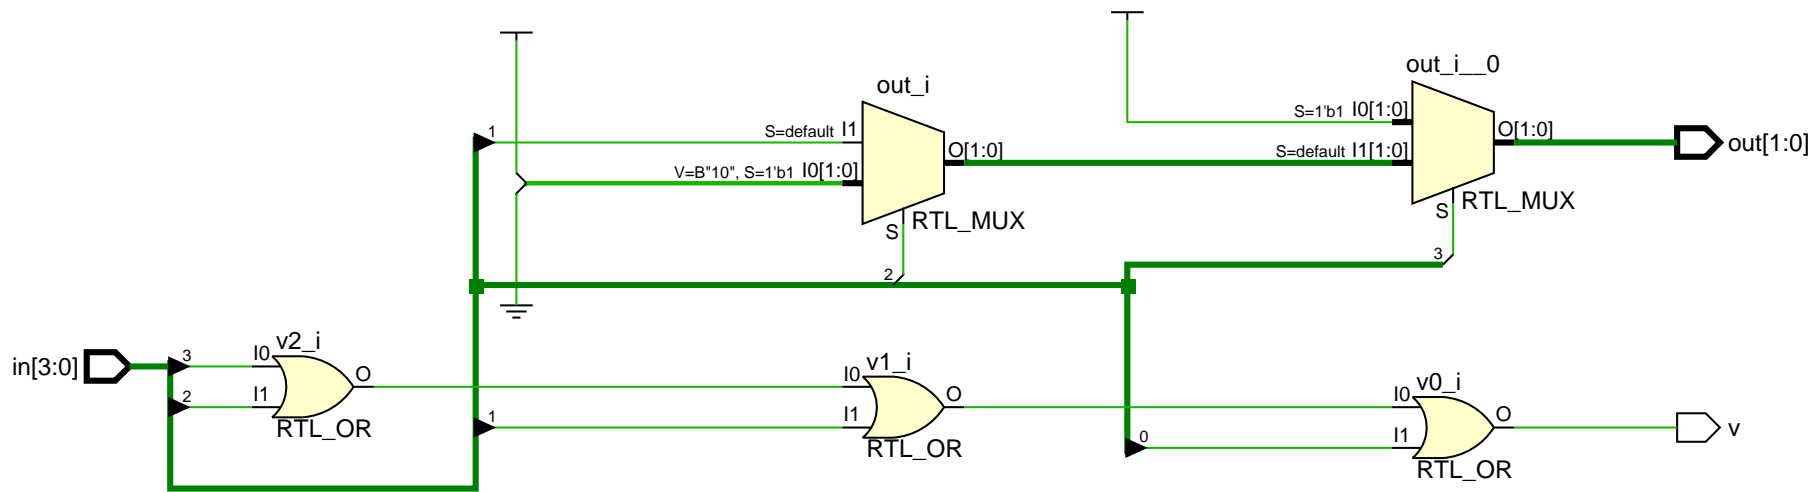 out_i__0
out_i
S=1'b1 I0[1:0]
1
S=default I1
O[1:0]
out[1:0]
O[1:0]
S=default I1[1:0]
V=B"10", S=1'b1 I0[1:0]
RTL_MUX
S
RTL_MUX
S
3
2
v2_i
in[3:0]
3
I0
O
v1_i
I0
2
I1
O
v0_i
I0
1
I1
O
RTL_OR
v
0
I1
RTL_OR
RTL_OR